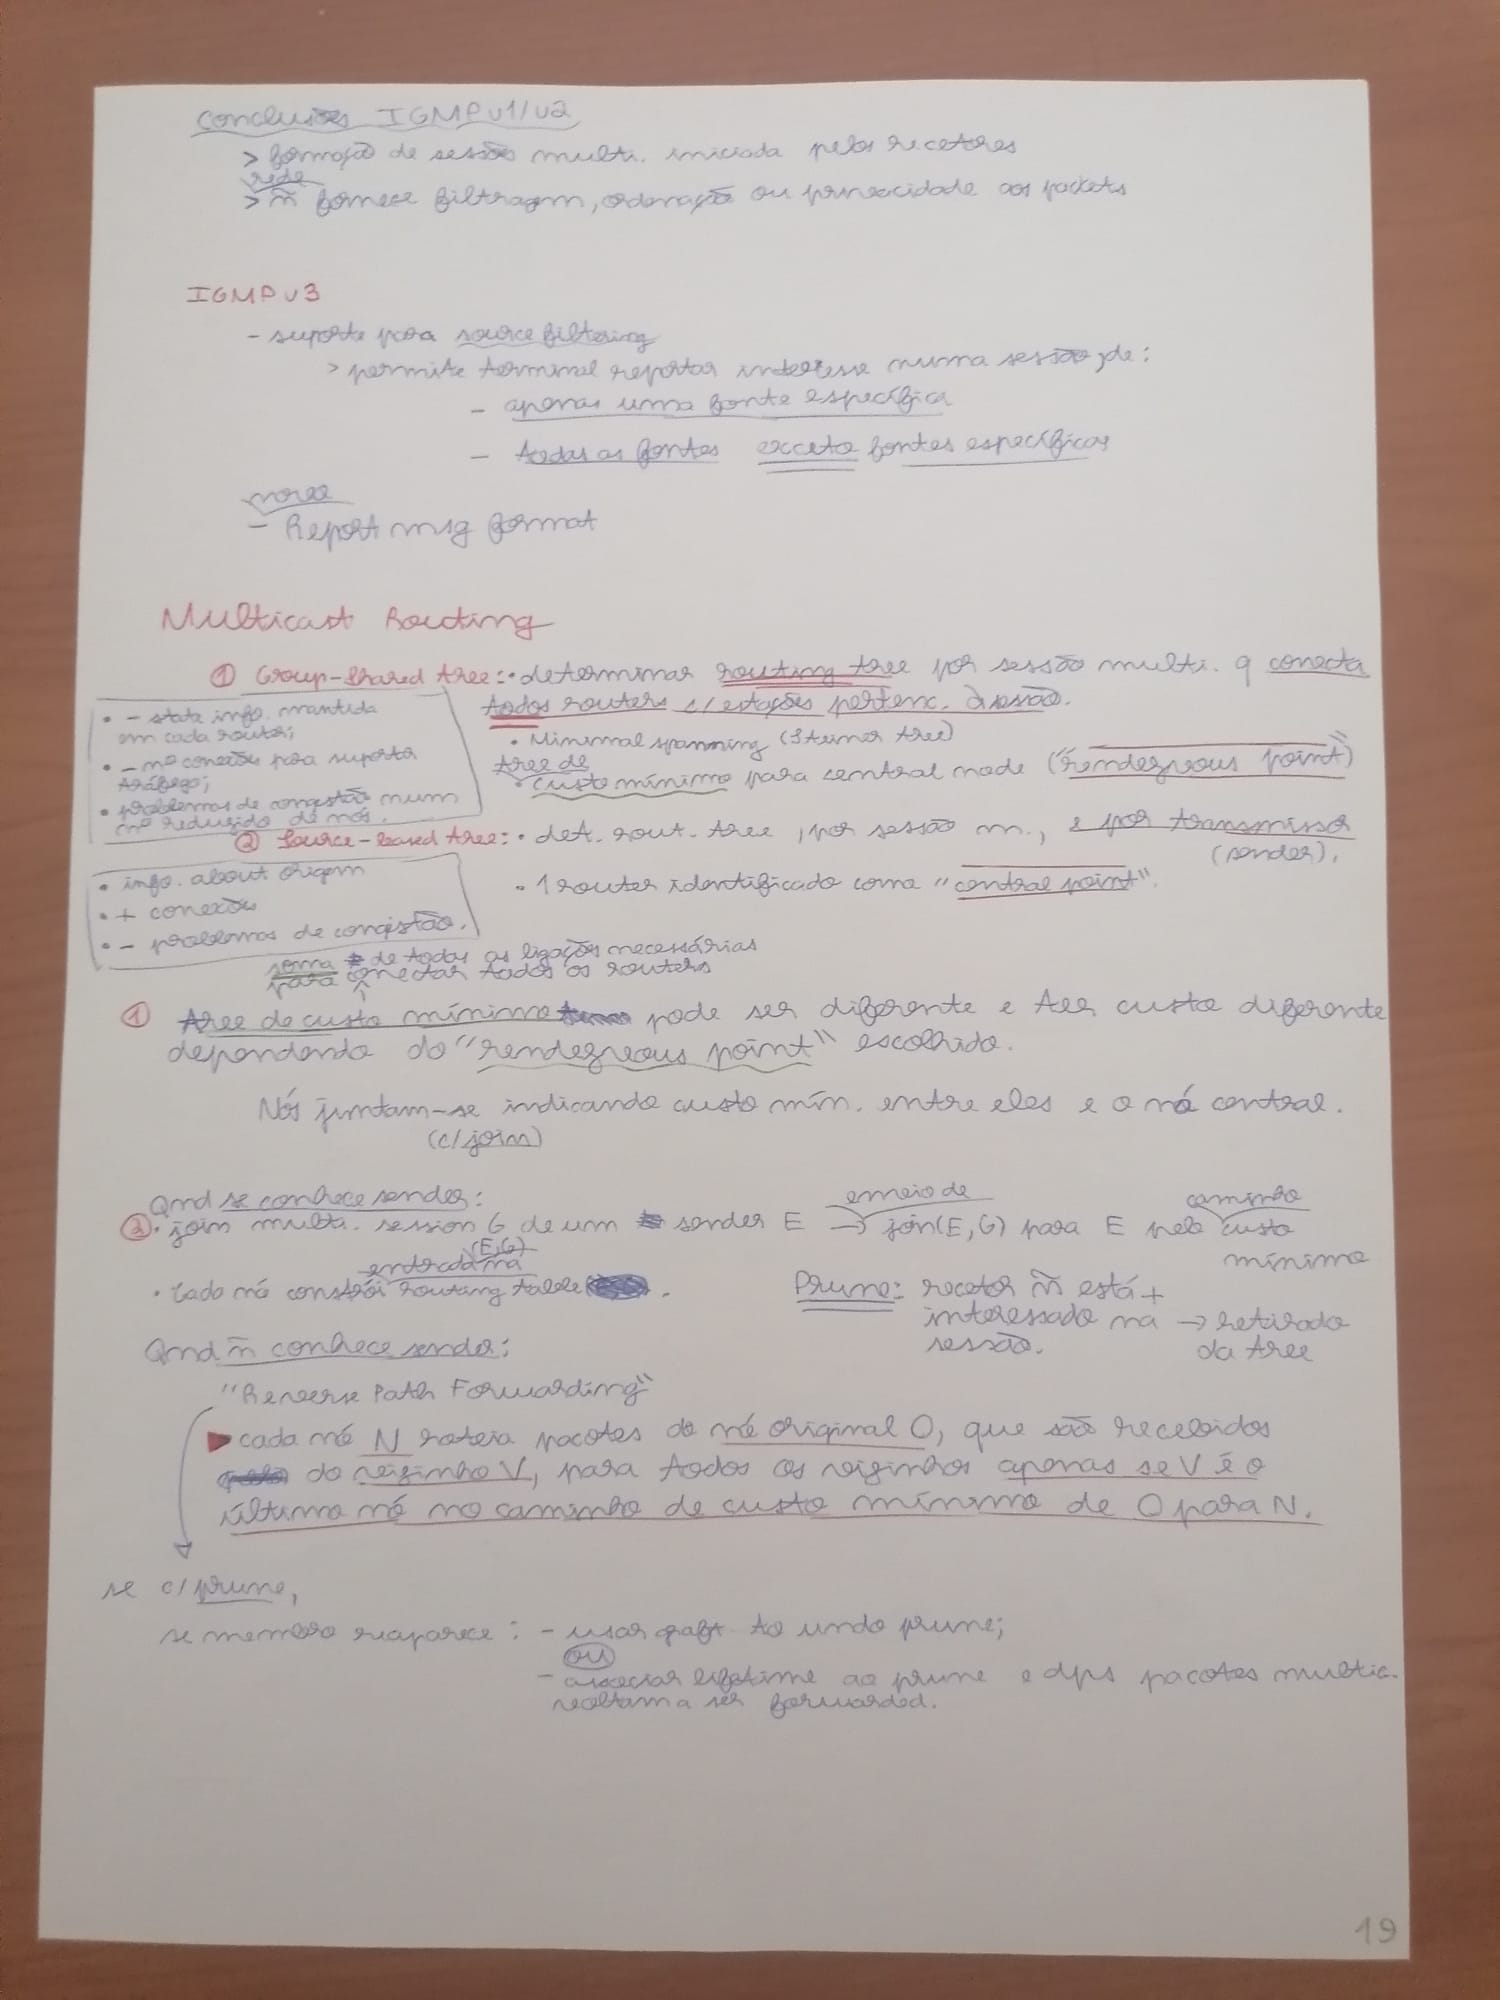 Conclusões IGMPv1/v2
> formação de sessão multi. iniciada pelos recetores
rede
> ñ fornece filtragem, ordenação ou privacidade aos packets
IGMPv3
- suporte para source filtering
> permite terminal reportar interesse numa sessão, de:
- apenas uma fonte específica
- todas as fontes exceto fontes específicas
- Report msg format
Multicast Routing
① Group-shared tree: • determinar routing tree por sessão multi. q conecta
todos routers c/ estações pertenc. à sessão.
• - state info. mantida
em cada router;
• - nº conexões para suportar
tráfego;
• problemas de congestão num
nº reduzido de nós.
• Minimal spanning (Steiner tree)
tree de
• custo mínimo para central node ("rendezveous point")
② Source-based tree: • det. rout. tree, por sessão m., e por transmissor
(sender).
• 1 router identificado como "central point".
• info. about origem
• + conexões
• - problemas de congestão.
soma de todas as ligações necessárias
para conectar todos os routers
① Tree de custo mínimo pode ser diferente e ter custo diferente
dependendo do "rendezveous point" escolhido.
Nós juntam-se indicando custo mín. entre eles e o nó central.
(c/ join)
Qnd se conhece sender:
② • join multi. session G de um sender E → join(E,G) para E pelo custo
envio de
caminho
mínimo
(E,G)
entrada na
• Cada nó constrói routing table.
Prune: recetor ñ está +
interessado na → retirado
sessão. da tree
Qnd ñ conhece sender:
"Reverse Path Forwarding"
cada nó N roteia pacotes do nó original O, que são recebidos
do vizinho V, para todos os vizinhos apenas se V é o
último nó no caminho de custo mínimo de O para N.
se c/ prune,
se membro reaparece: - usar graft to undo prune;
ou
- associar lifetime ao prune e dps pacotes multic.
voltam a ser forwarded.
19